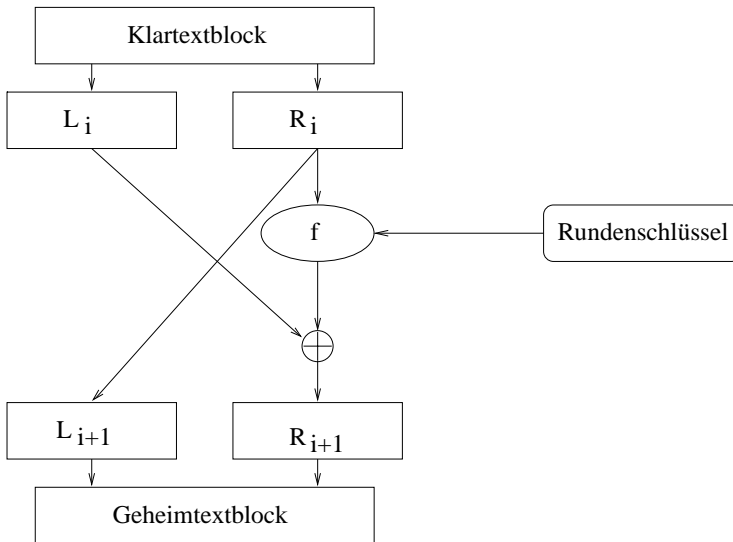 Klartextblock
L i
R i
f
Rundenschlüssel
L i+1
R i+1
Geheimtextblock